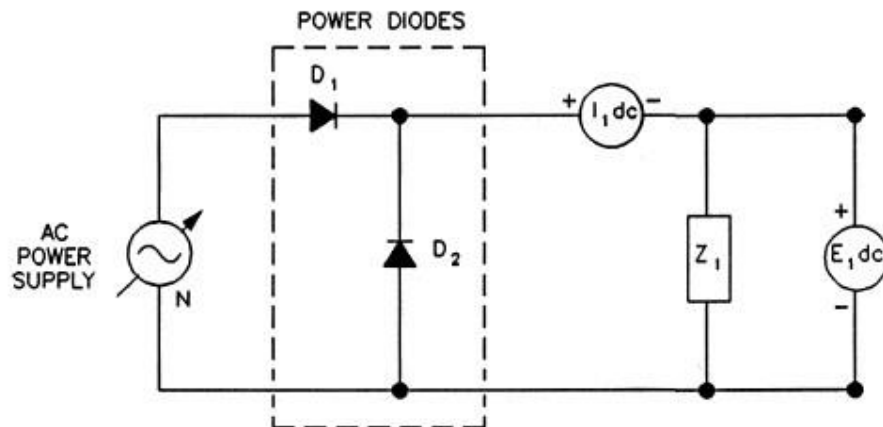 POWER DIODES
D₁
+ I₁dc -
AC
POWER
SUPPLY
N
D₂
Z₁
+
E₁dc
-